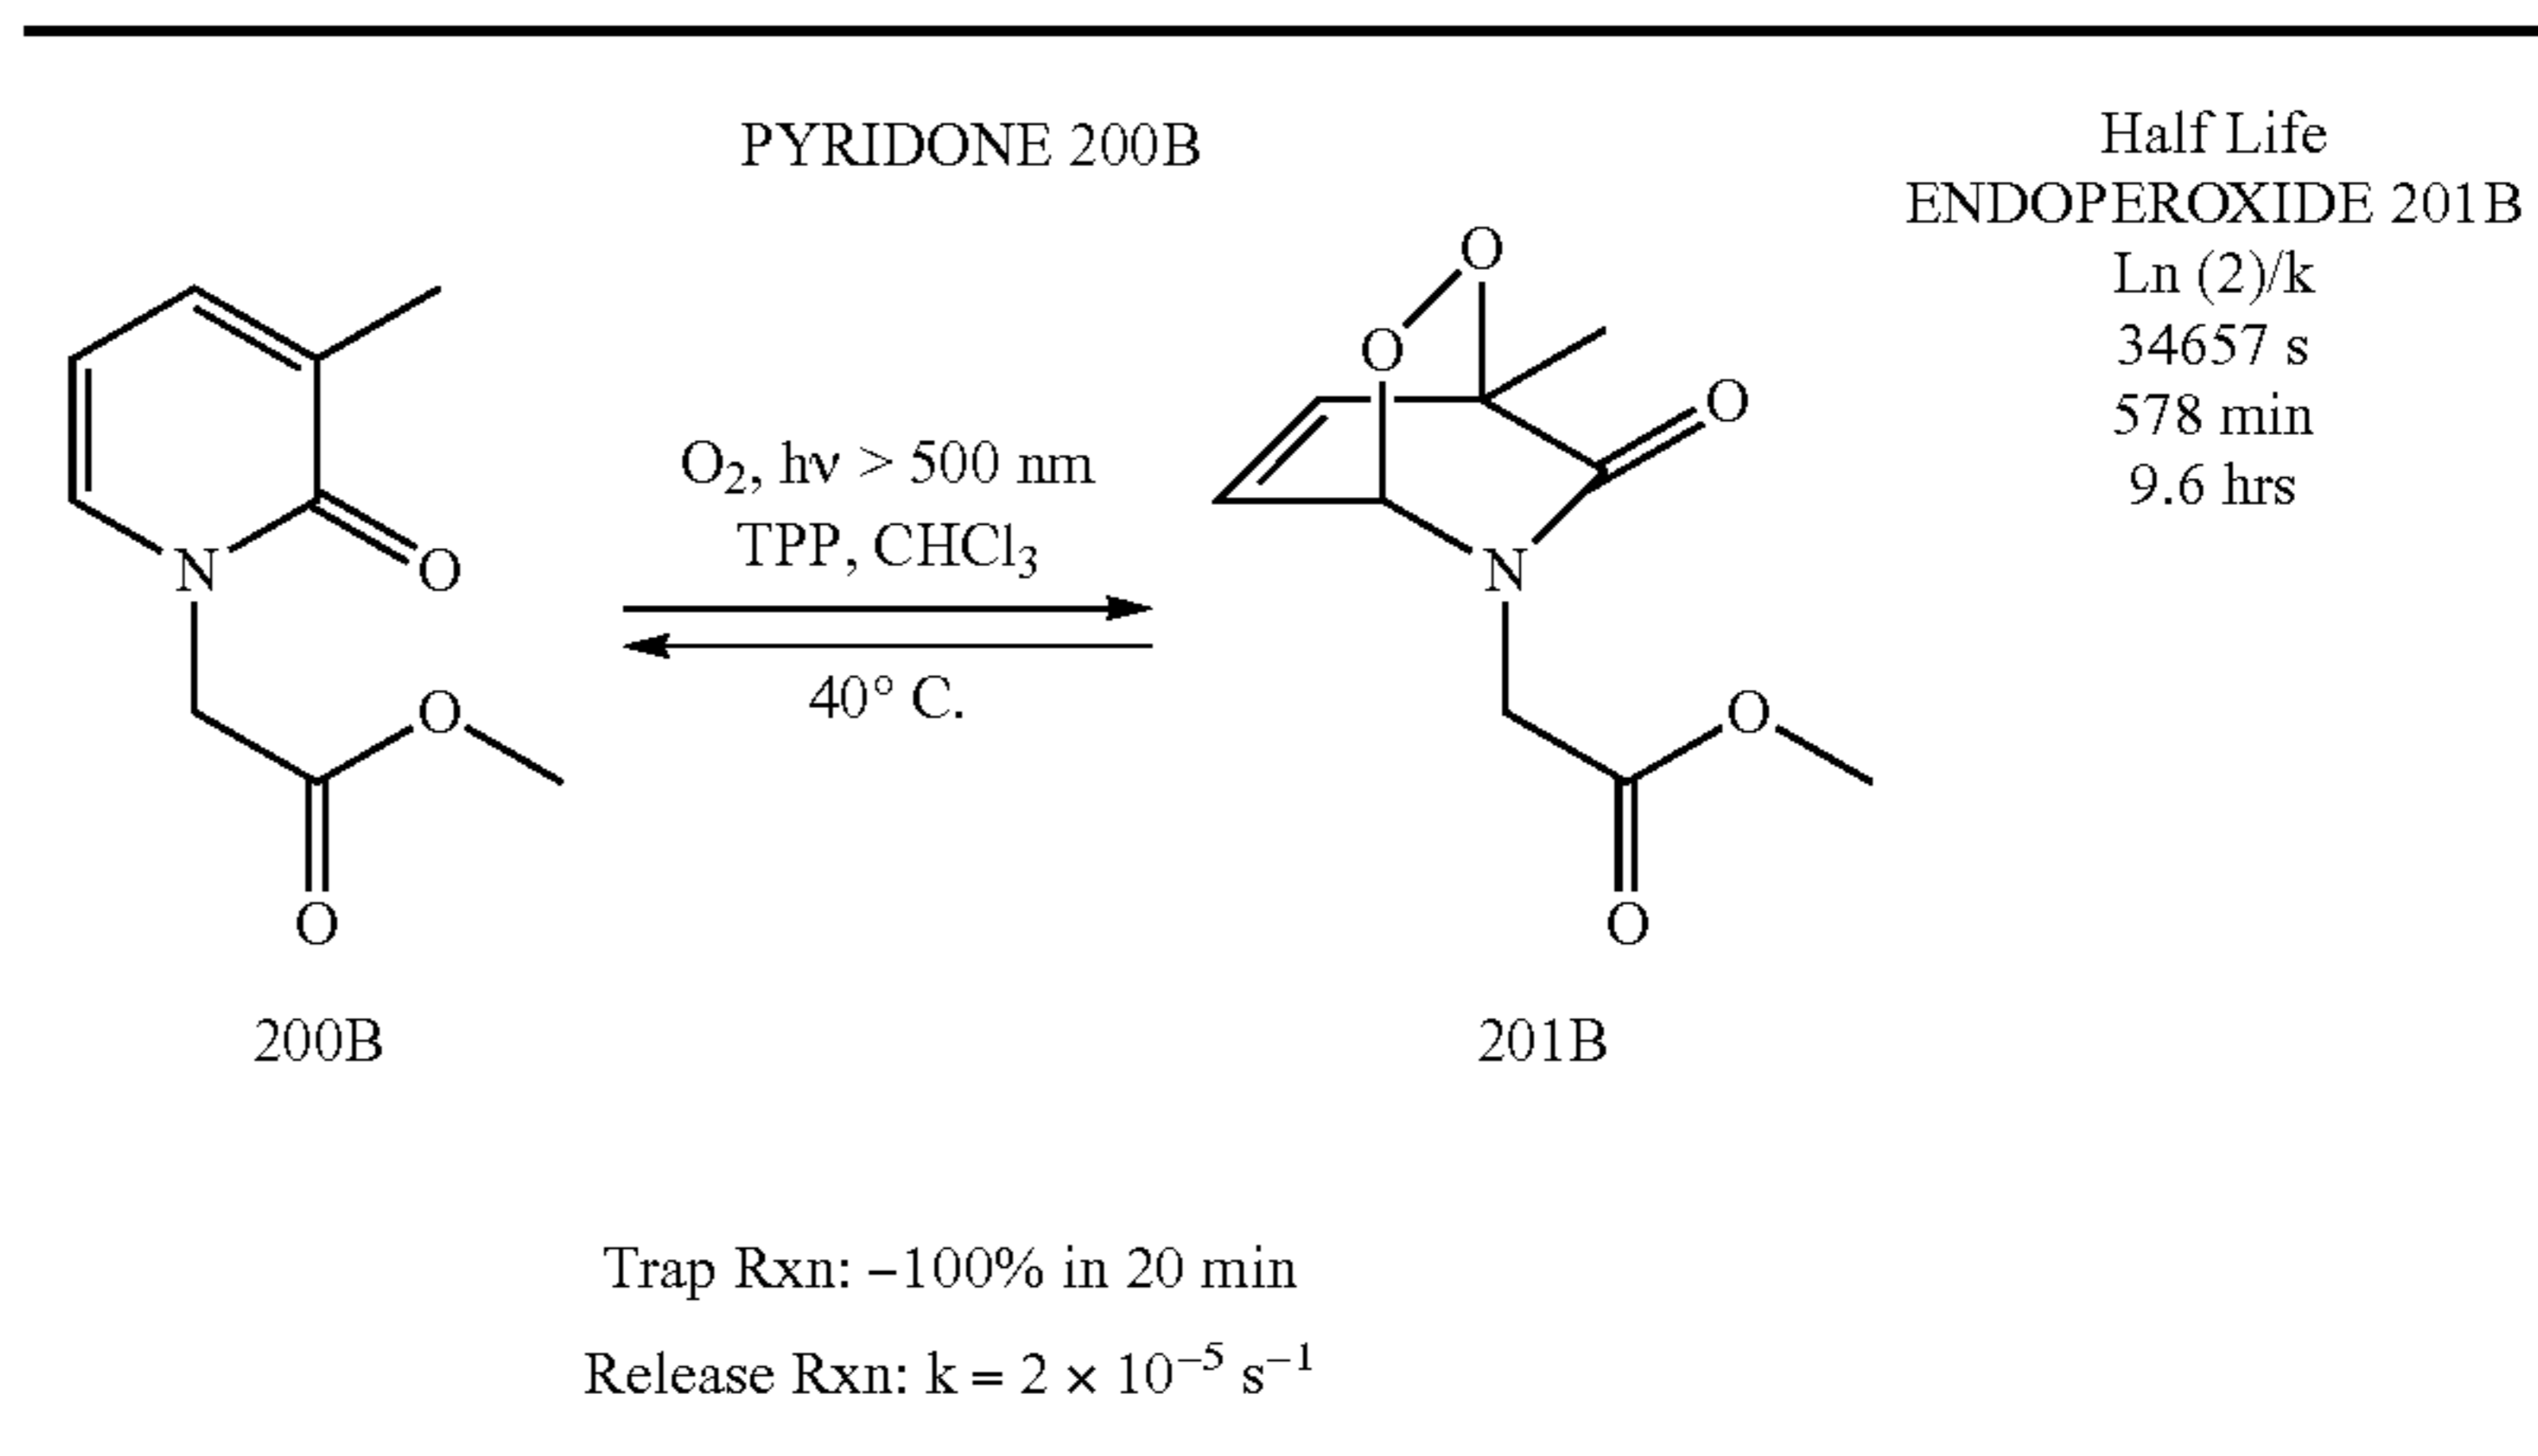 PYRIDONE 200B
Half Life
ENDOPEROXIDE 201B
Ln (2)/k
34657 s
578 min
9.6 hrs
O
O
O
N
O
O
O
O₂, hν > 500 nm
TPP, CHCl₃
40° C.
N
O
O
O
200B
201B
Trap Rxn: –100% in 20 min
Release Rxn: k = 2 × 10⁻⁵ s⁻¹